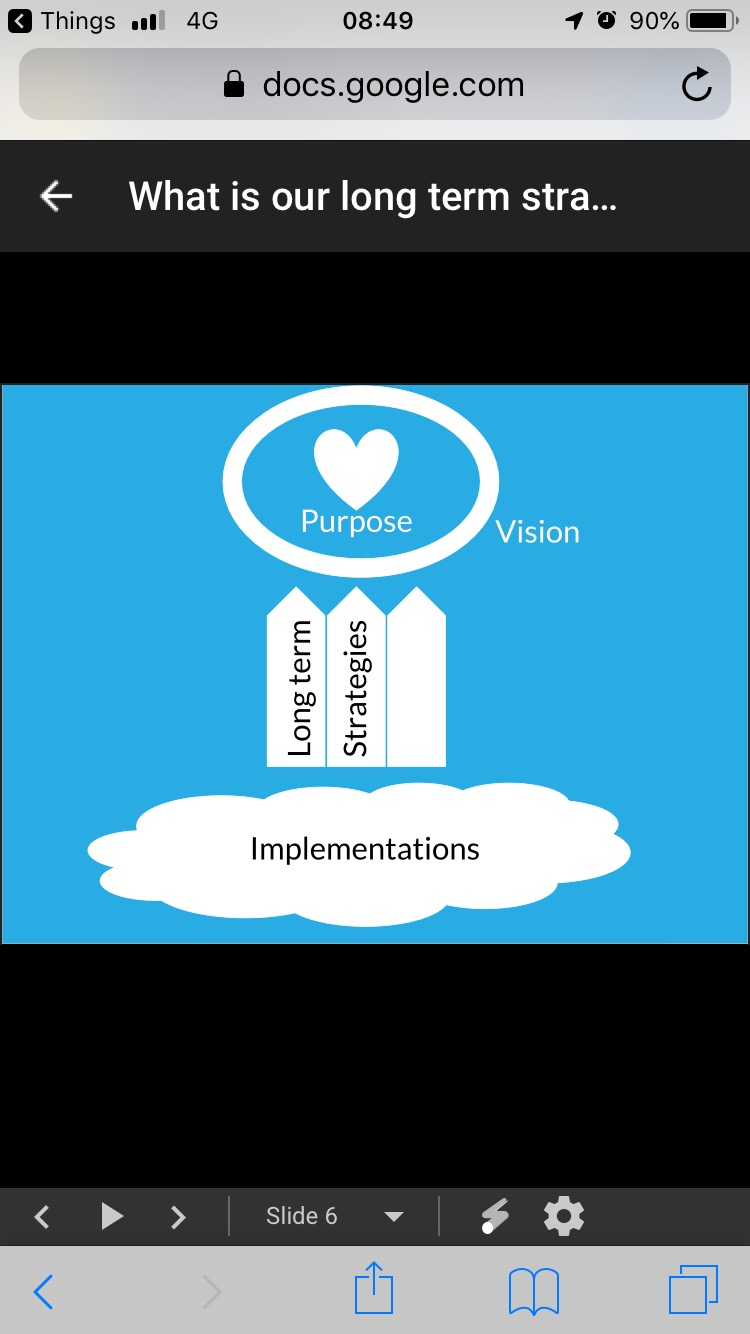 Things 4G 08:49 90%
docs.google.com
What is our long term stra...
Purpose
Vision
Long term
Strategies
Implementations
Slide 6